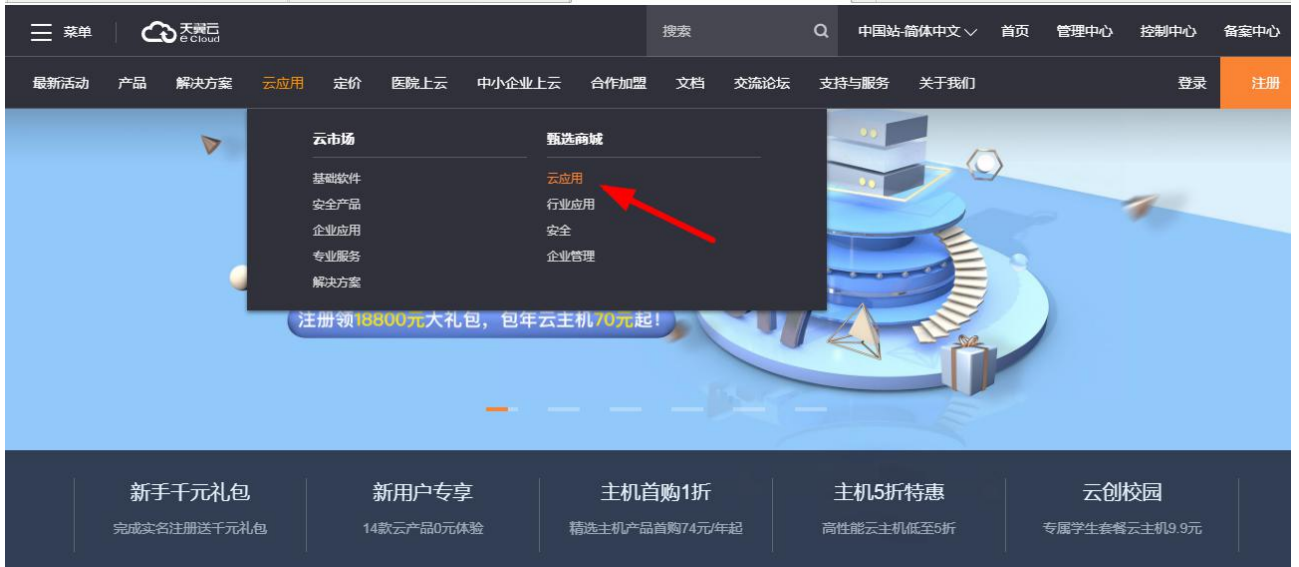 菜单
天翼云
e Cloud
搜索
中国站-简体中文
首页
管理中心
控制中心
备案中心
最新活动
产品
解决方案
云应用
定价
医院上云
中小企业上云
合作加盟
文档
交流论坛
支持与服务
关于我们
登录
注册
云市场
基础软件
安全产品
企业应用
专业服务
解决方案
甄选商城
云应用
行业应用
安全
企业管理
注册领18800元大礼包，包年云主机70元起！
新手千元礼包
完成实名注册送千元礼包
新用户专享
14款云产品0元体验
主机首购1折
精选主机产品首购74元/年起
主机5折特惠
高性能云主机低至5折
云创校园
专属学生套餐云主机9.9元